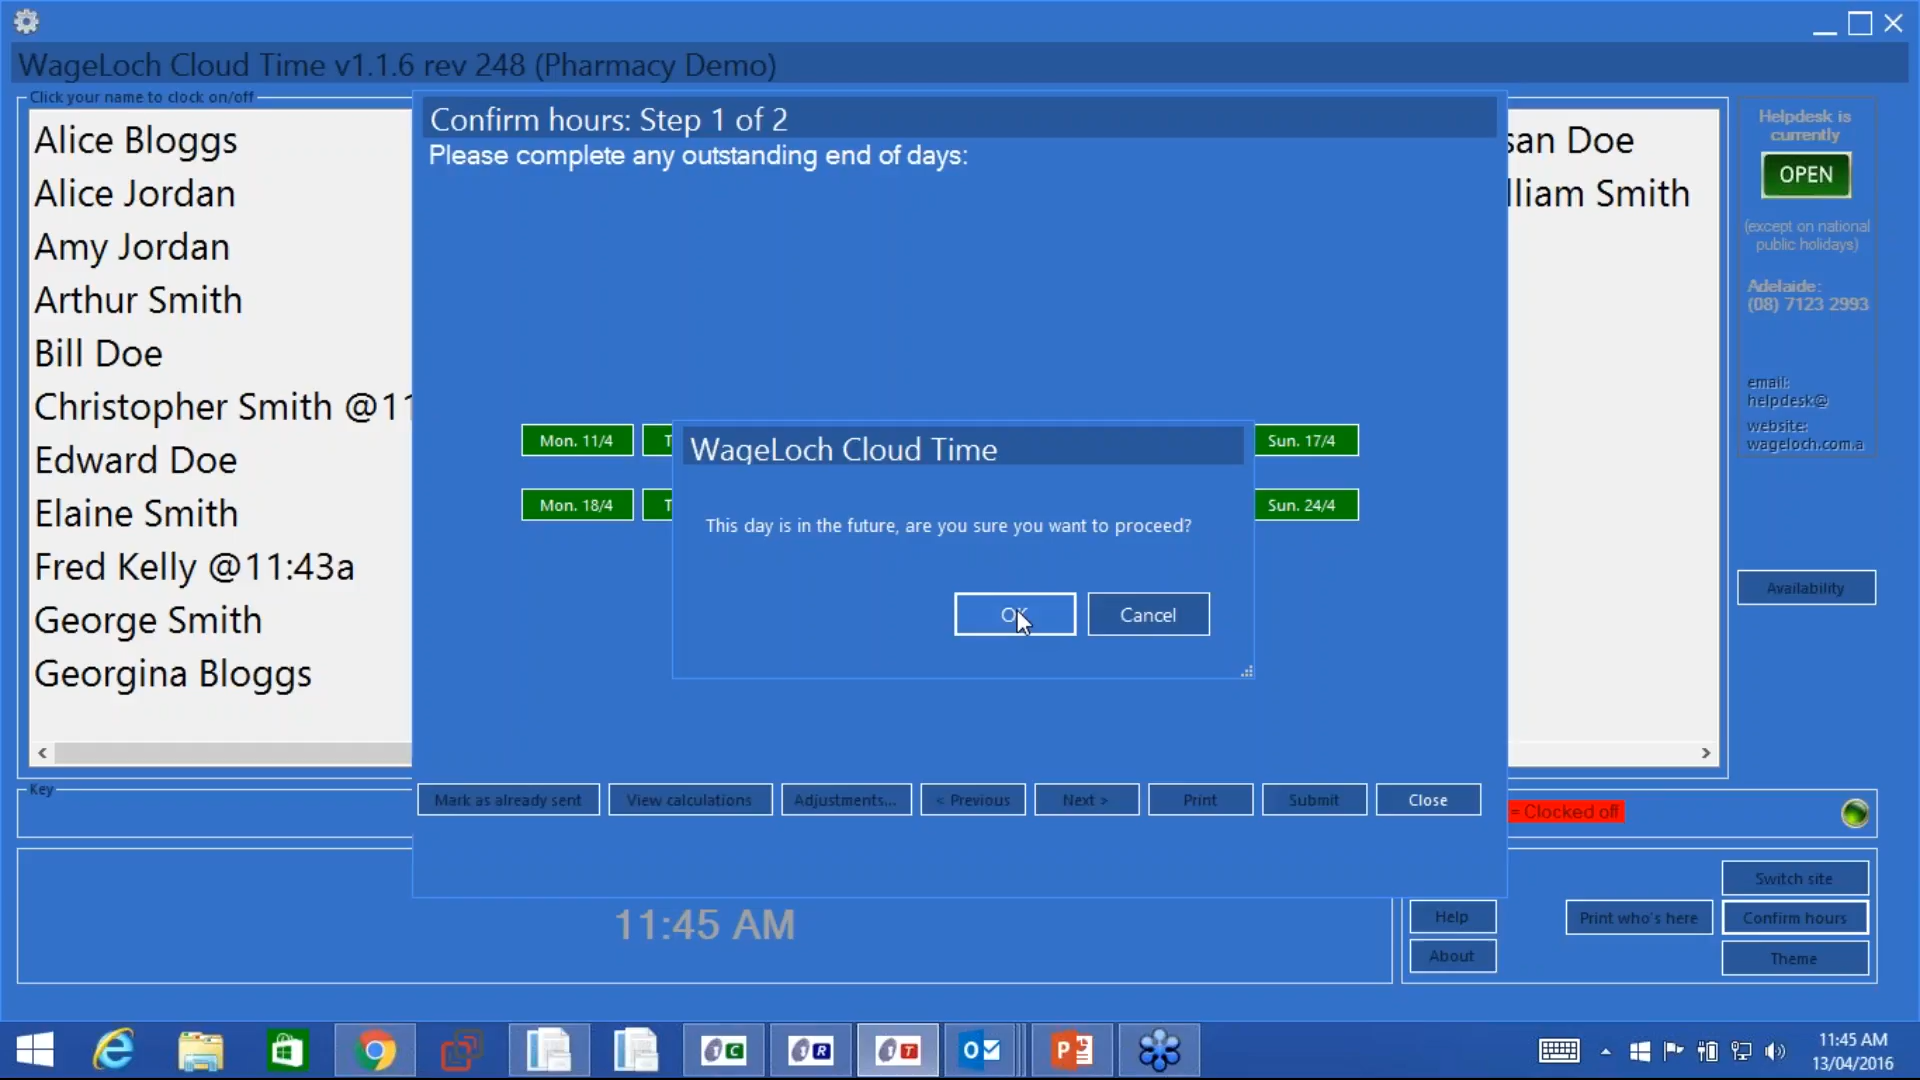 WageLoch Cloud Time v1.1.6 rev 248 (Pharmacy Demo)
Click your name to clock on/off
Alice Bloggs
Alice Jordan
Amy Jordan
Arthur Smith
Bill Doe
Christopher Smith @11
Edward Doe
Elaine Smith
Fred Kelly @11:43a
George Smith
Georgina Bloggs
Confirm hours: Step 1 of 2
Please complete any outstanding end of days:
Mon. 11/4 T Sun. 17/4
Mon. 18/4 T Sun. 24/4
WageLoch Cloud Time
This day is in the future, are you sure you want to proceed?
OK Cancel
Mark as already sent View calculations Adjustments... < Previous Next > Print Submit Close
san Doe
lliam Smith
Helpdesk is
currently
OPEN
(except on national
public holidays)
Adelaide:
(08) 7123 2993
email:
helpdesk@
website:
wageloch.com.a
Availability
Key
= Clocked off
11:45 AM
Help
About
Print who's here
Switch site
Confirm hours
Theme
C
R
T
11:45 AM
13/04/2016